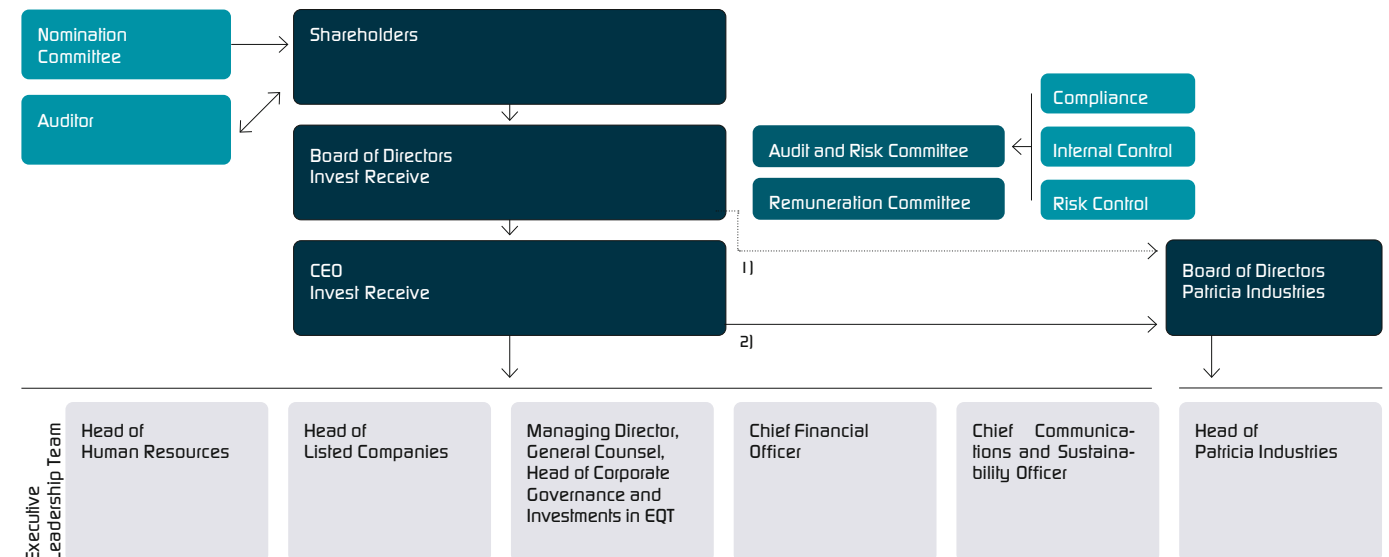 Nomination
Committee
Shareholders
Auditor
Compliance
Board of Directors
Invest Receive
Audit and Risk Committee
Internal Control
Remuneration Committee
Risk Control
1)
CEO
Invest Receive
Board of Directors
Patricia Industries
2)
Executive
Leadership Team
Head of
Human Resources
Head of
Listed Companies
Managing Director,
General Counsel,
Head of Corporate
Governance and
Investments in EQT
Chief Financial
Officer
Chief Communica-
tions and Sustaina-
bility Officer
Head of
Patricia Industries